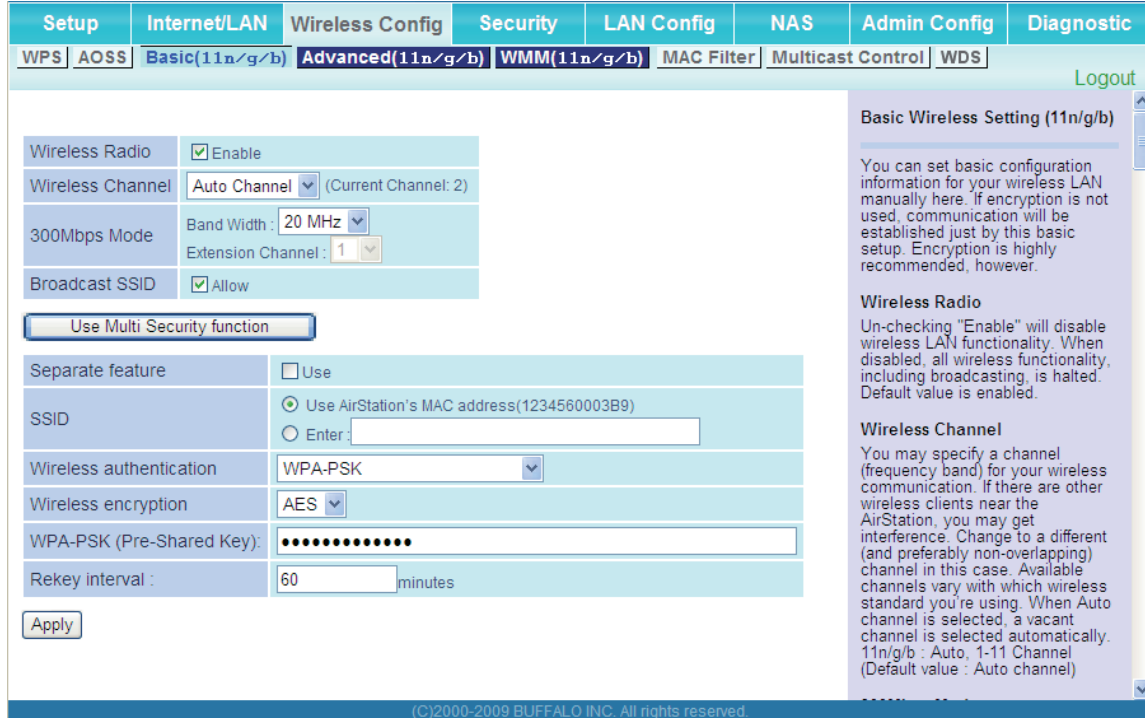 Setup Internet/LAN Wireless Config Security LAN Config NAS Admin Config Diagnostic
WPS AOSS Basic(11n/g/b) Advanced(11n/g/b) WMM(11n/g/b) MAC Filter Multicast Control WDS
Logout
Wireless Radio Enable
Wireless Channel Auto Channel (Current Channel: 2)
300Mbps Mode
Band Width : 20 MHz
Extension Channel : 1
Broadcast SSID Allow
Use Multi Security function
Separate feature Use
SSID
Use AirStation's MAC address(1234560003B9)
Enter :
Wireless authentication WPA-PSK
Wireless encryption AES
WPA-PSK (Pre-Shared Key): •••••••••••••
Rekey interval : 60 minutes
Apply
Basic Wireless Setting (11n/g/b)
You can set basic configuration
information for your wireless LAN
manually here. If encryption is not
used, communication will be
established just by this basic
setup. Encryption is highly
recommended, however.
Wireless Radio
Un-checking "Enable" will disable
wireless LAN functionality. When
disabled, all wireless functionality,
including broadcasting, is halted.
Default value is enabled.
Wireless Channel
You may specify a channel
(frequency band) for your wireless
communication. If there are other
wireless clients near the
AirStation, you may get
interference. Change to a different
(and preferably non-overlapping)
channel in this case. Available
channels vary with which wireless
standard you're using. When Auto
channel is selected, a vacant
channel is selected automatically.
11n/g/b : Auto, 1-11 Channel
(Default value : Auto channel)
(C)2000-2009 BUFFALO INC. All rights reserved.